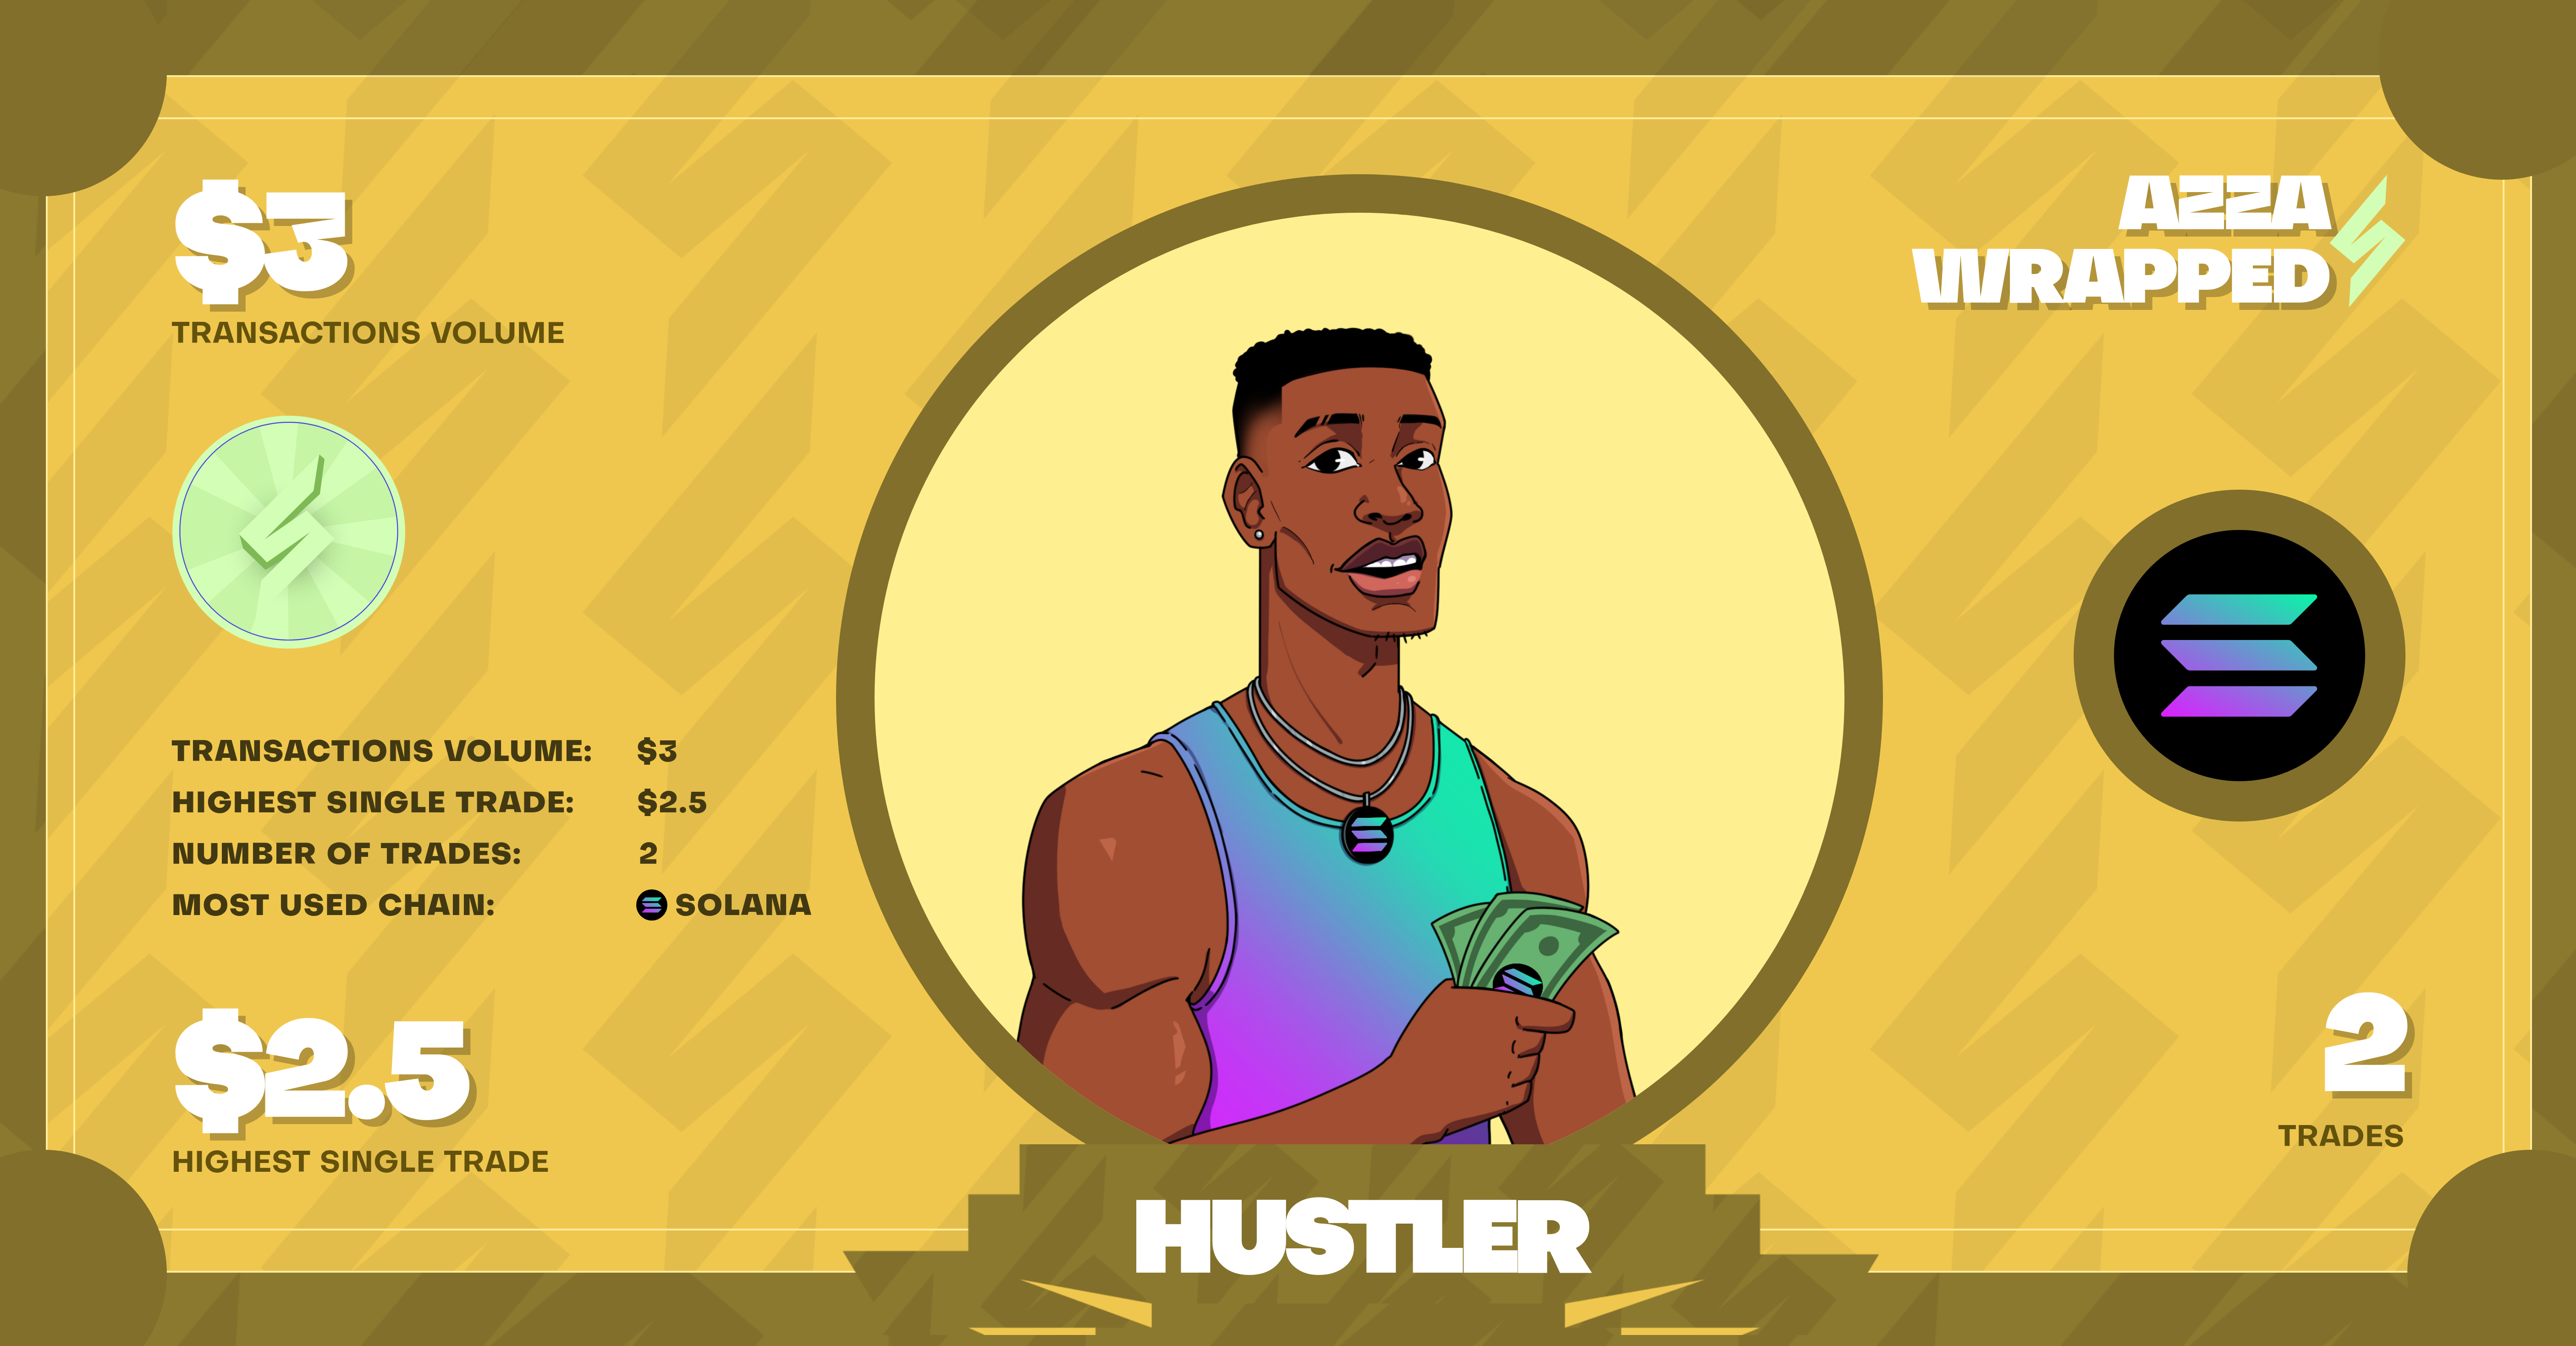 $3
TRANSACTIONS VOLUME
AZZA
WRAPPED
TRANSACTIONS VOLUME: $3
HIGHEST SINGLE TRADE: $2.5
NUMBER OF TRADES: 2
MOST USED CHAIN: SOLANA
$2.5
HIGHEST SINGLE TRADE
2
TRADES
HUSTLER